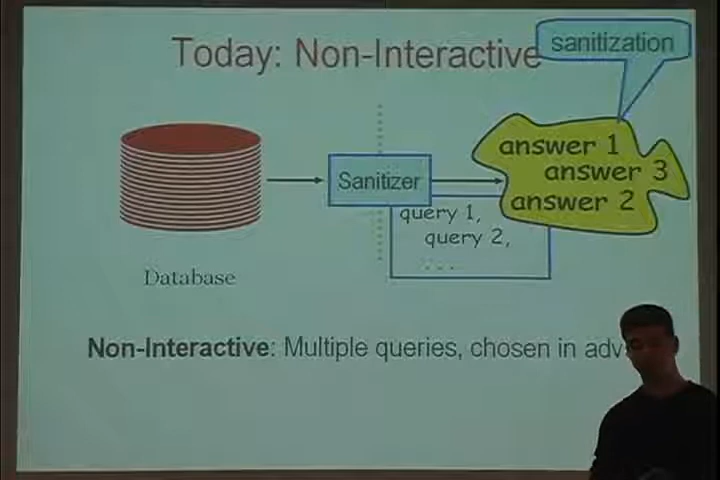 Today: Non-Interactive
sanitization
answer 1
answer 3
answer 2
Sanitizer
query 1,
query 2,
....
Database
Non-Interactive: Multiple queries, chosen in